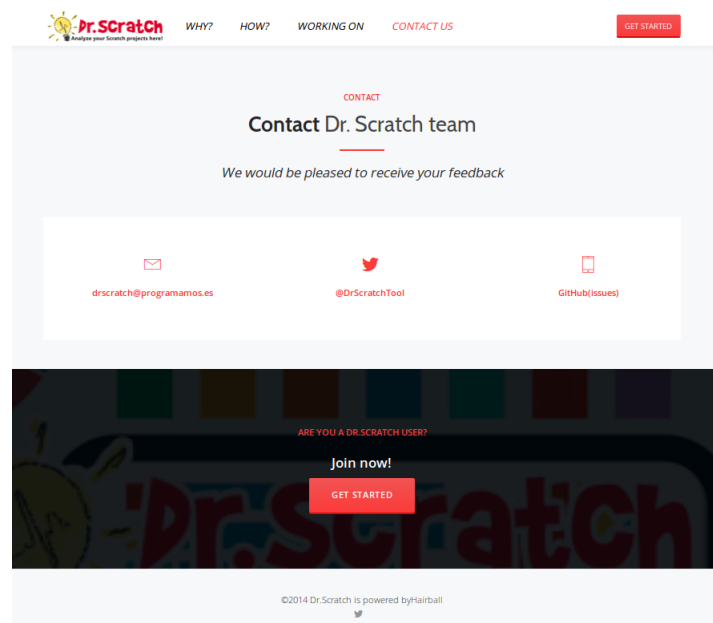 Dr.Scratch
Analyze your Scratch projects here!
WHY? HOW? WORKING ON CONTACT US
GET STARTED
CONTACT
Contact Dr. Scratch team
We would be pleased to receive your feedback
drscratch@programamos.es
@DrScratchTool
GitHub(issues)
ARE YOU A DR.SCRATCH USER?
Join now!
GET STARTED
Dr.Scratch
©2014 Dr.Scratch is powered byHairball